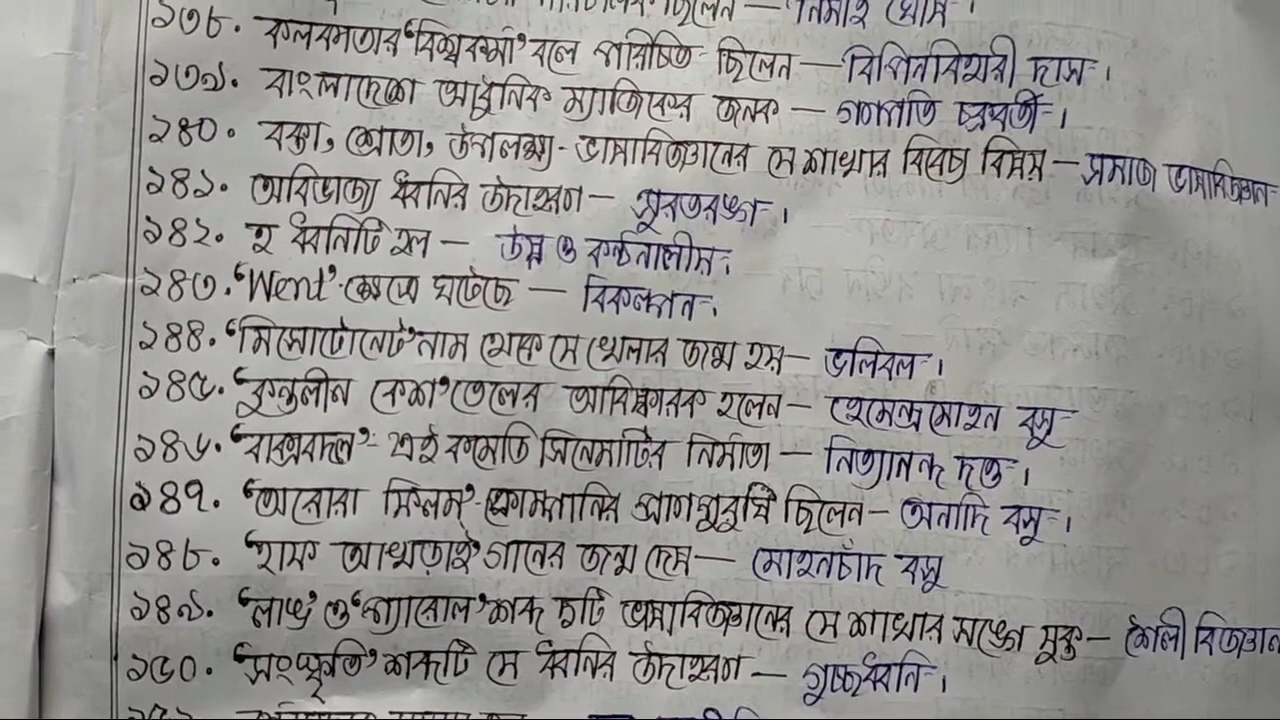 ছিলেন — নিমাই ঘোষ ।
১৩৮. কলকাতার ‘বিশ্বকর্মা’ বলে পরিচিত ছিলেন — বিপিনবিহারী দাস ।
১৩৯. বাংলাদেশে আধুনিক ম্যাজিকের জনক — গণপতি চক্রবর্তী ।
১৪০. বক্তা, শ্রোতা, উপলক্ষ্য - ভাষাবিজ্ঞানের যে শাখার বিবেচ্য বিষয় — সমাজ ভাষাবিজ্ঞান
১৪১. অবিভাজ্য ধ্বনির উদাহরণ — সুরতরঙ্গ ।
১৪২. হ ধ্বনিটি হল — উষ্ম ও কণ্ঠনালীয় ।
১৪৩. ‘Went’ ক্ষেত্রে ঘটেছে — বিকল্পন ।
১৪৪. ‘মিন্টোনেট’ নাম থেকে যে খেলার জন্ম হয় — ভলিবল ।
১৪৫. ‘কুন্তলীন কেশ’ তেলের আবিষ্কারক হলেন — হেমেন্দ্রমোহন বসু
১৪৬. ‘বাক্সবদল’ - এই কমেডি সিনেমাটির নির্মাতা — নিত্যানন্দ দত্ত ।
১৪৭. ‘অরোরা ফিল্ম’ কোম্পানির প্রাণপুরুষ ছিলেন — অনাদি বসু ।
১৪৮. ‘হাফ আখড়াই’ গানের জন্ম দেয় — মোহনচাঁদ বসু
১৪৯. ‘লাঙ’ ও ‘প্যারোল’ শব্দ দুটি ভাষাবিজ্ঞানের যে শাখার সঙ্গে যুক্ত — শৈলী বিজ্ঞান
১৫০. ‘সংস্কৃতি’ শব্দটি যে ধ্বনির উদাহরণ — গুচ্ছধ্বনি ।